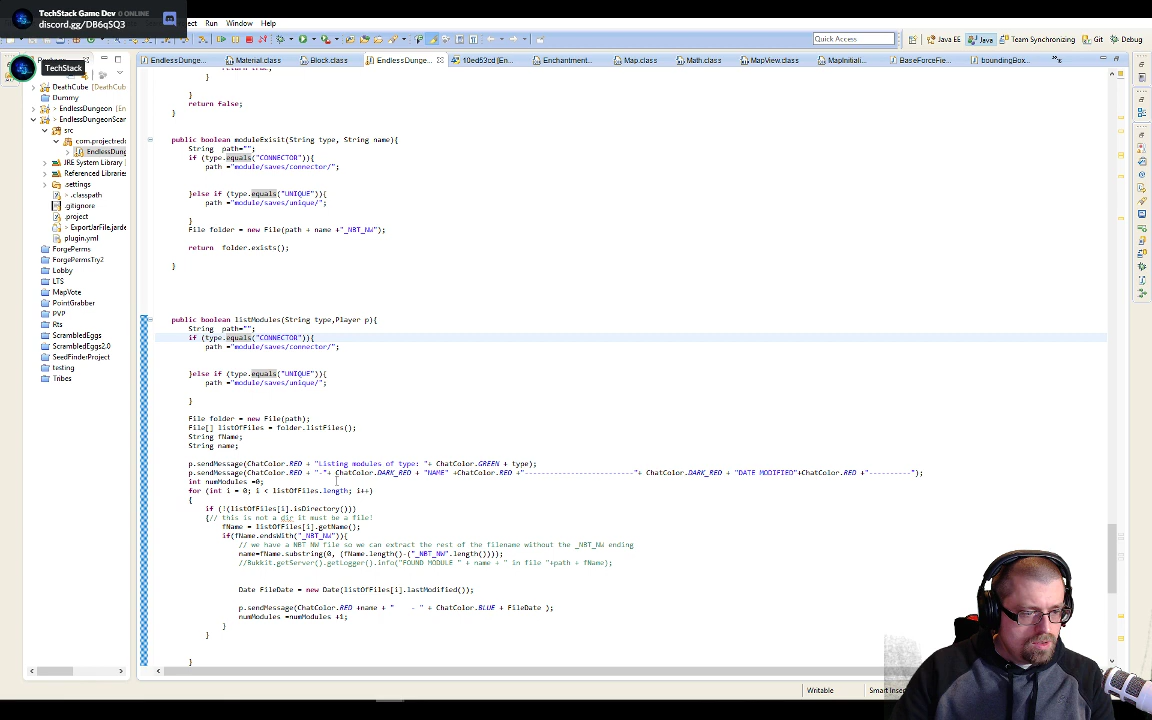 TechStack Game Dev 0 ONLINE
discord.gg/DB6qSQ3
Run Window Help
Quick Access
Java EE Java Team Synchronizing Git Debug
TechStack
EndlessDunge... Material.class Block.class EndlessDunge... 10ed53cd [En... Enchantment... Map.class Math.class MapView.class MapInitiali... BaseForceFie... boundingBox...
DeathCube
Dummy
EndlessDungeon
EndlessDungeonScan
src
com.projectred
EndlessDung
JRE System Library
Referenced Libraries
.settings
.classpath
.gitignore
.project
ExportJarFile.jarde
plugin.yml
ForgePerms
ForgePermsTry2
Lobby
LTS
MapVote
PointGrabber
PVP
Rts
ScrambledEggs
ScrambledEggs2.0
SeedFinderProject
testing
Tribes
}
}
return false;
}
public boolean moduleExisit(String type, String name){
String path="";
if (type.equals("CONNECTOR")){
path ="module/saves/connector/";
}else if (type.equals("UNIQUE")){
path ="module/saves/unique/";
}
File folder = new File(path + name +"_NBT_NW");
return folder.exists();
}
public boolean listModules(String type,Player p){
String path="";
if (type.equals("CONNECTOR")){
path ="module/saves/connector/";
}else if (type.equals("UNIQUE")){
path ="module/saves/unique/";
}
File folder = new File(path);
File[] listOfFiles = folder.listFiles();
String fName;
String name;
p.sendMessage(ChatColor.RED + "Listing modules of type: "+ ChatColor.GREEN + type);
p.sendMessage(ChatColor.RED + "-"+ ChatColor.DARK_RED + "NAME" +ChatColor.RED +"--------------------------"+ ChatColor.DARK_RED + "DATE MODIFIED"+ChatColor.RED +"----------");
int numModules =0;
for (int i = 0; i < listOfFiles.length; i++)
{
if (!(listOfFiles[i].isDirectory()))
{// this is not a dir it must be a file!
fName = listOfFiles[i].getName();
if(fName.endsWith("_NBT_NW")){
// we have a NBT NW file so we can extract the rest of the filename without the _NBT_NW ending
name=fName.substring(0, (fName.length()-("_NBT_NW".length())));
//Bukkit.getServer().getLogger().info("FOUND MODULE " + name + " in file "+path + fName);
Date FileDate = new Date(listOfFiles[i].lastModified());
p.sendMessage(ChatColor.RED +name + " - " + ChatColor.BLUE + FileDate );
numModules =numModules +1;
}
}
}
Writable
Smart Inser